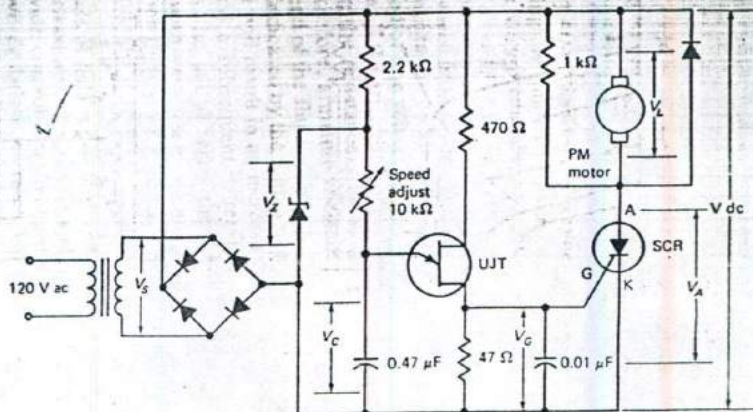 2.2 kΩ
1 kΩ
470 Ω
V_L
PM
motor
V_Z
Speed
adjust
10 kΩ
V dc
A
SCR
UJT
G
K
V_A
120 V ac
V_S
V_C
0.47 μF
47 Ω
V_G
0.01 μF